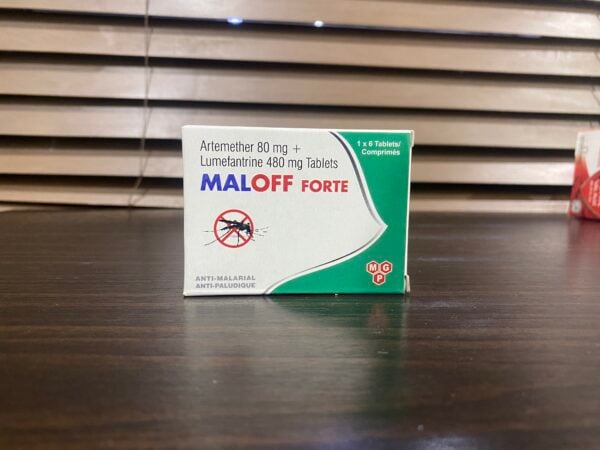 Artemether 80 mg +
Lumefantrine 480 mg Tablets
MALOFF FORTE
1 x 6 Tablets/
Comprimés
ANTI-MALARIAL
ANTI-PALUDIQUE
M G
P